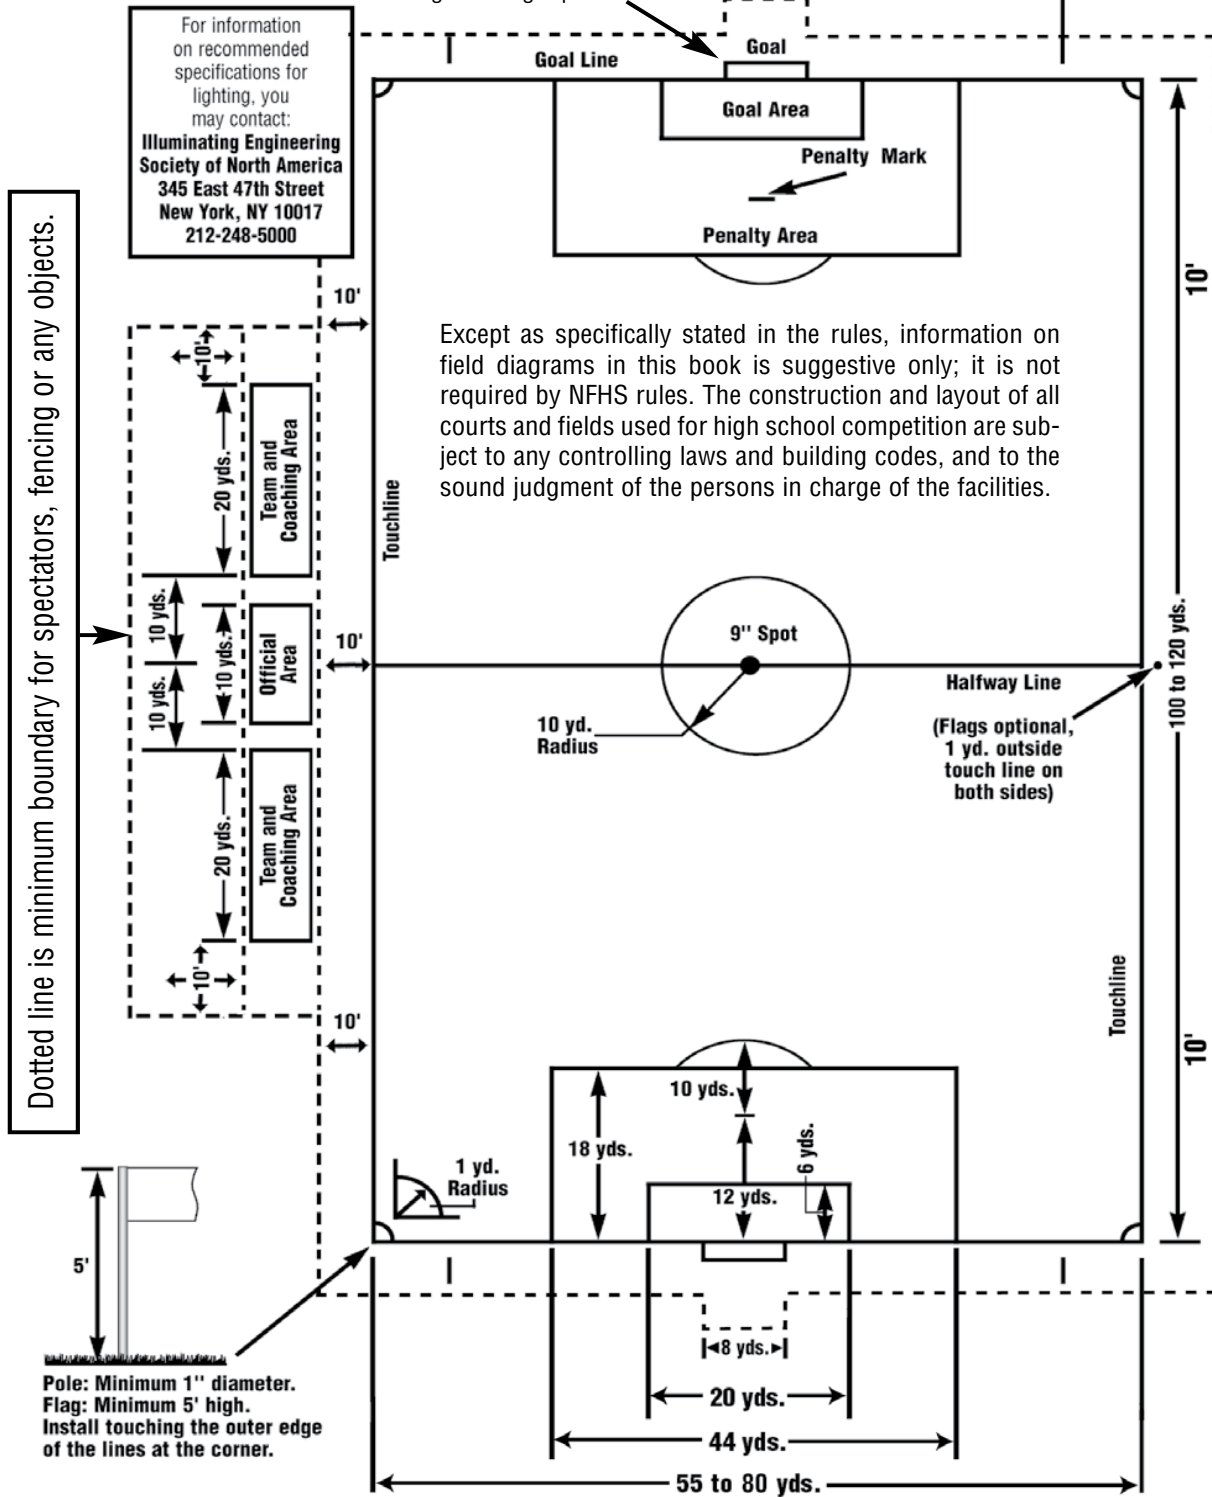 For information
on recommended
specifications for
lighting, you
may contact:
Illuminating Engineering
Society of North America
345 East 47th Street
New York, NY 10017
212-248-5000
Goal Line
Goal
Goal Area
Penalty Mark
Penalty Area
Dotted line is minimum boundary for spectators, fencing or any objects.
10'
10'
10'
Except as specifically stated in the rules, information on
field diagrams in this book is suggestive only; it is not
required by NFHS rules. The construction and layout of all
courts and fields used for high school competition are sub-
ject to any controlling laws and building codes, and to the
sound judgment of the persons in charge of the facilities.
20 yds.
Team and
Coaching Area
Touchline
10 yds.
10 yds.
10 yds.
Official
Area
10'
9" Spot
Halfway Line
10 yd.
Radius
(Flags optional,
1 yd. outside
touch line on
both sides)
100 to 120 yds.
20 yds.
Team and
Coaching Area
10'
10'
Touchline
10'
10 yds.
18 yds.
6 yds.
12 yds.
1 yd.
Radius
5'
8 yds.
Pole: Minimum 1" diameter.
Flag: Minimum 5' high.
Install touching the outer edge
of the lines at the corner.
20 yds.
44 yds.
55 to 80 yds.